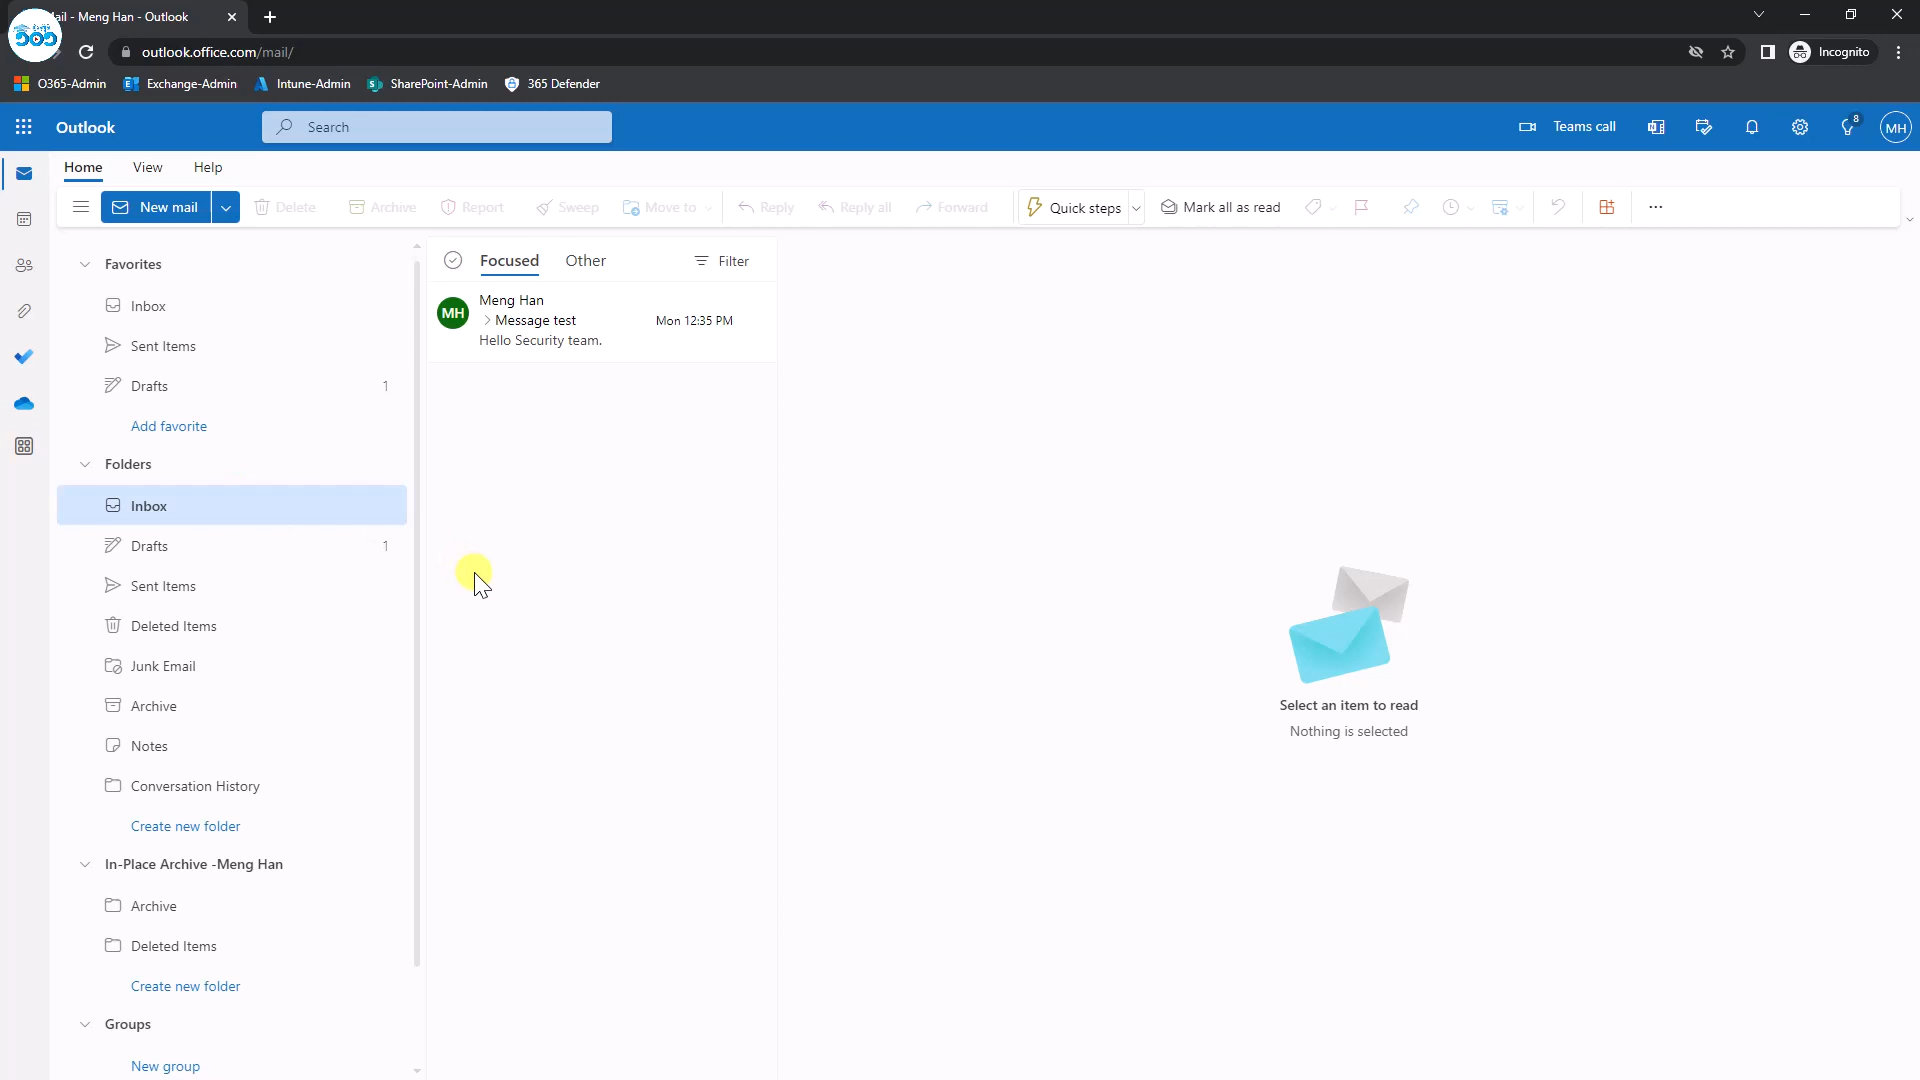 ail - Meng Han - Outlook
365
outlook.office.com/mail/
Incognito
O365-Admin
Exchange-Admin
Intune-Admin
SharePoint-Admin
365 Defender
Outlook
Search
Teams call
8
MH
Home
View
Help
New mail
Delete
Archive
Report
Sweep
Move to
Reply
Reply all
Forward
Quick steps
Mark all as read
Favorites
Inbox
Sent Items
Drafts 1
Add favorite
Folders
Inbox
Drafts 1
Sent Items
Deleted Items
Junk Email
Archive
Notes
Conversation History
Create new folder
In-Place Archive -Meng Han
Archive
Deleted Items
Create new folder
Groups
New group
Focused
Other
Filter
MH
Meng Han
Message test
Mon 12:35 PM
Hello Security team.
Select an item to read
Nothing is selected